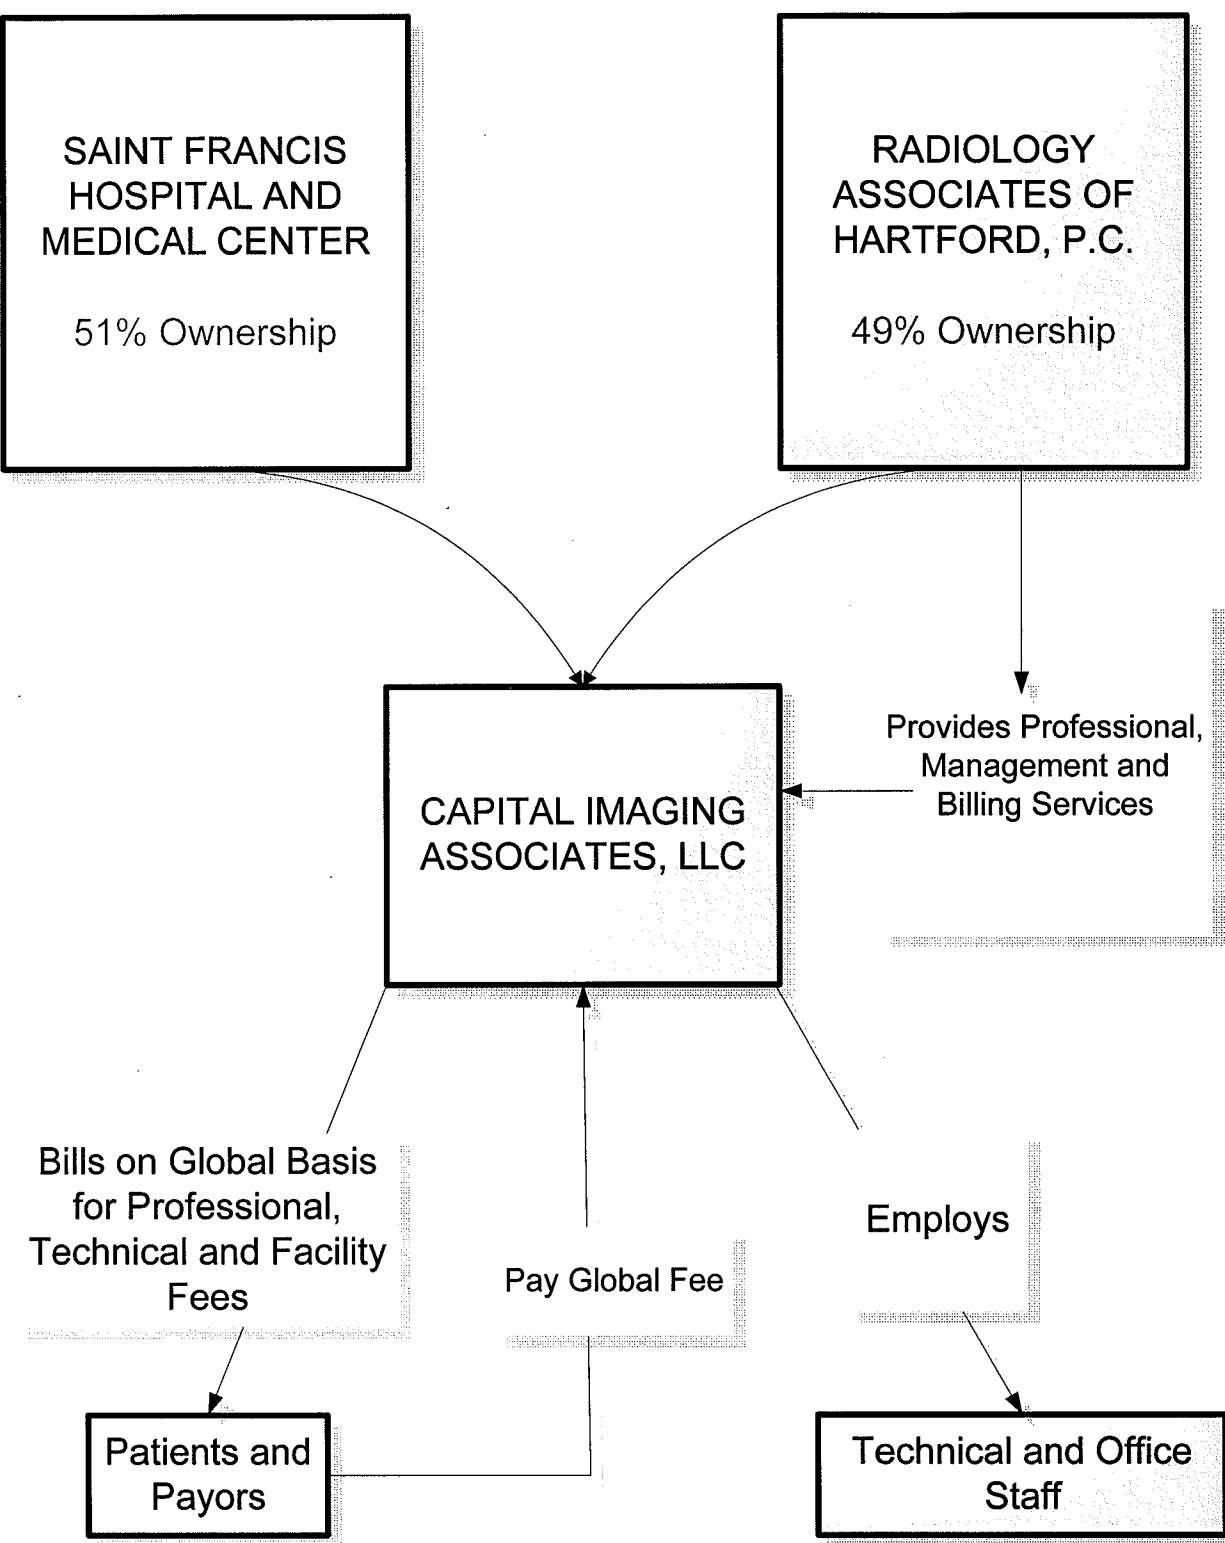 SAINT FRANCIS
HOSPITAL AND
MEDICAL CENTER
51% Ownership
RADIOLOGY
ASSOCIATES OF
HARTFORD, P.C.
49% Ownership
Provides Professional,
Management and
Billing Services
CAPITAL IMAGING
ASSOCIATES, LLC
Bills on Global Basis
for Professional,
Technical and Facility
Fees
Pay Global Fee
Employs
Patients and
Payors
Technical and Office
Staff